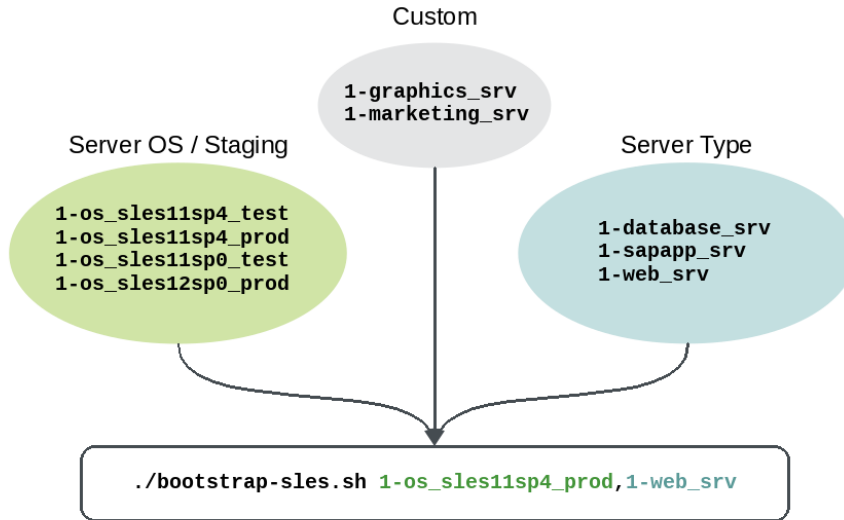 Custom
1-graphics_srv
1-marketing_srv
Server OS / Staging
1-os_sles11sp4_test
1-os_sles11sp4_prod
1-os_sles11sp0_test
1-os_sles12sp0_prod
Server Type
1-database_srv
1-sapapp_srv
1-web_srv
./bootstrap-sles.sh 1-os_sles11sp4_prod,1-web_srv